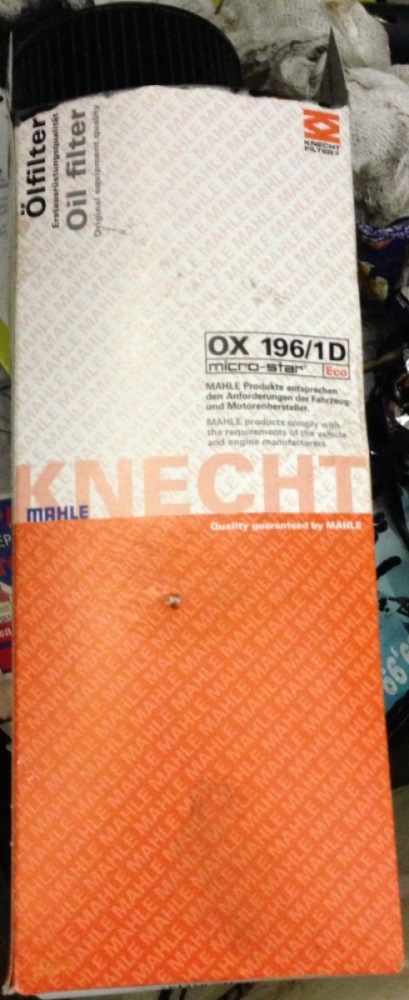 Ölfilter
Erstausrüstungsqualität
Oil filter
Original equipment quality
KNECHT
FILTER
OX 196/1D
micro-star
Eco
MAHLE Produkte entsprechen
den Anforderungen der Fahrzeug-
und Motorenhersteller.
MAHLE products comply with
the requirements of the vehicle
and engine manufacturers.
KNECHT
MAHLE
Quality guaranteed by MAHLE